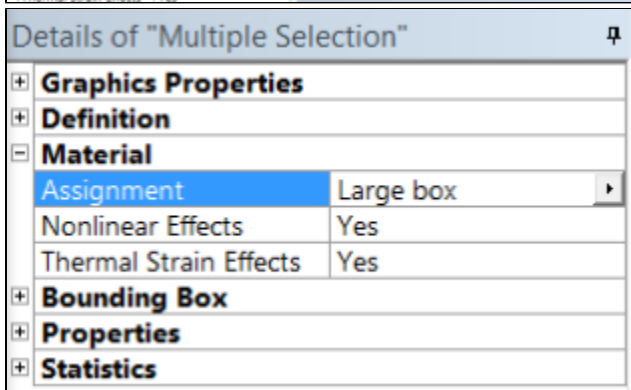 Details of "Multiple Selection"
Graphics Properties
Definition
Material
Assignment Large box
Nonlinear Effects Yes
Thermal Strain Effects Yes
Bounding Box
Properties
Statistics